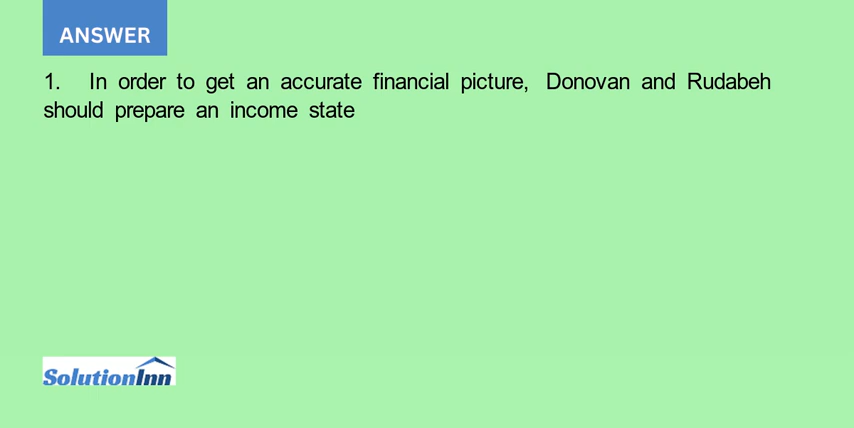 ANSWER
1. In order to get an accurate financial picture, Donovan and Rudabeh
should prepare an income state
SolutionInn